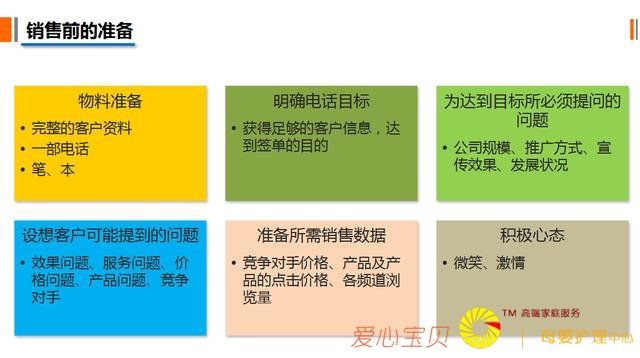 销售前的准备
物料准备
• 完整的客户资料
• 一部电话
• 笔、本
明确电话目标
• 获得足够的客户信息，达
到签单的目的
为达到目标所必须提问的
问题
• 公司规模、推广方式、宣
传效果、发展状况
设想客户可能提到的问题
• 效果问题、服务问题、价
格问题、产品问题、竞争
对手
准备所需销售数据
• 竞争对手价格、产品及产
品的点击价格、各频道浏
览量
积极心态
• 微笑、激情
TM 高端家庭服务
爱心宝贝
母婴护理中心